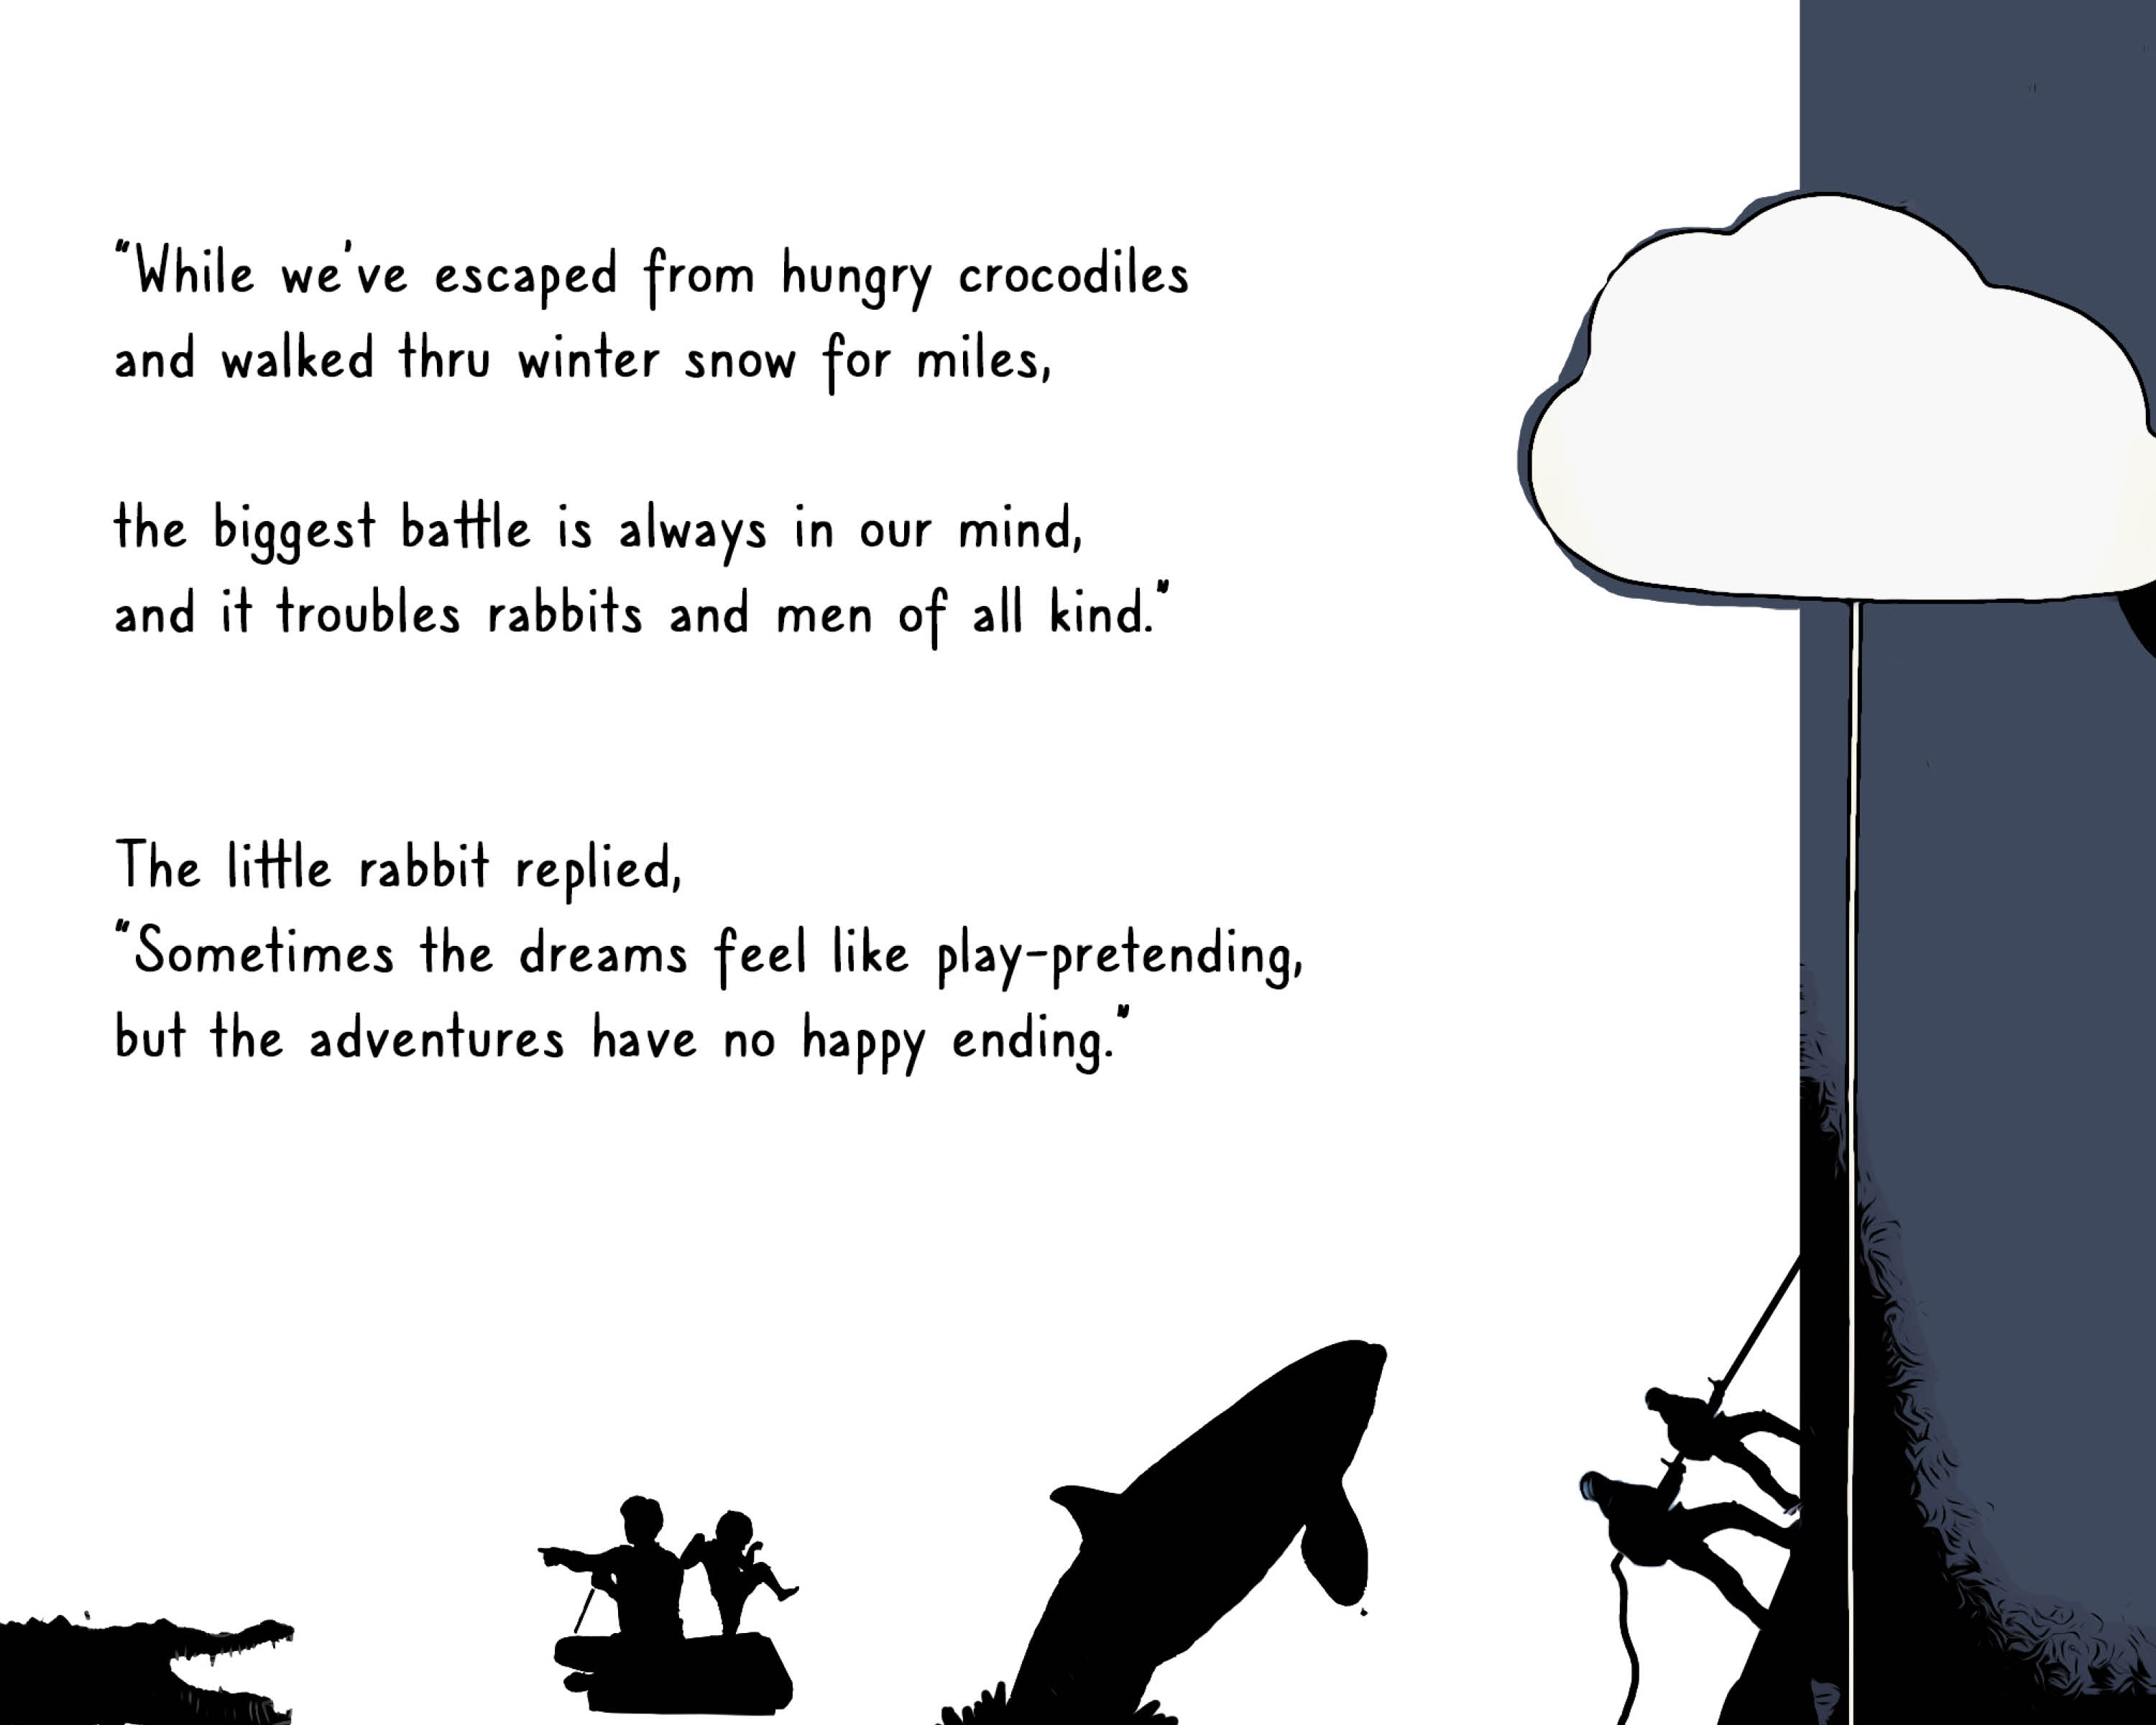 “While we’ve escaped from hungry crocodiles
and walked thru winter snow for miles,
the biggest battle is always in our mind,
and it troubles rabbits and men of all kind.”
The little rabbit replied,
“Sometimes the dreams feel like play-pretending,
but the adventures have no happy ending.”